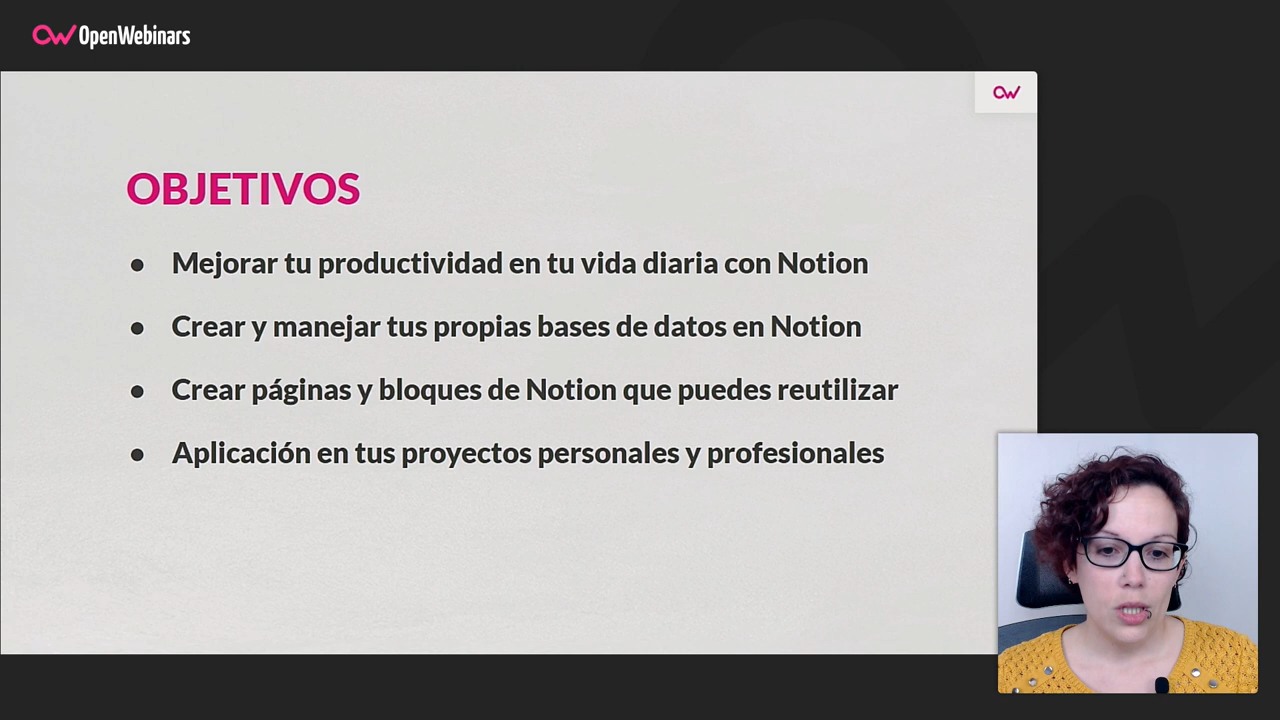 OpenWebinars
OBJETIVOS
● Mejorar tu productividad en tu vida diaria con Notion
● Crear y manejar tus propias bases de datos en Notion
● Crear páginas y bloques de Notion que puedes reutilizar
● Aplicación en tus proyectos personales y profesionales